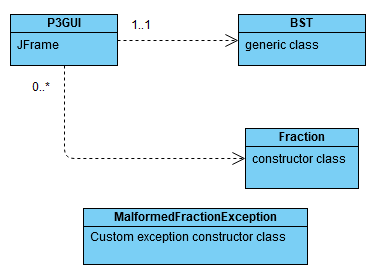 P3GUI
JFrame
1..1
BST
generic class
0..*
Fraction
constructor class
MalformedFractionException
Custom exception constructor class